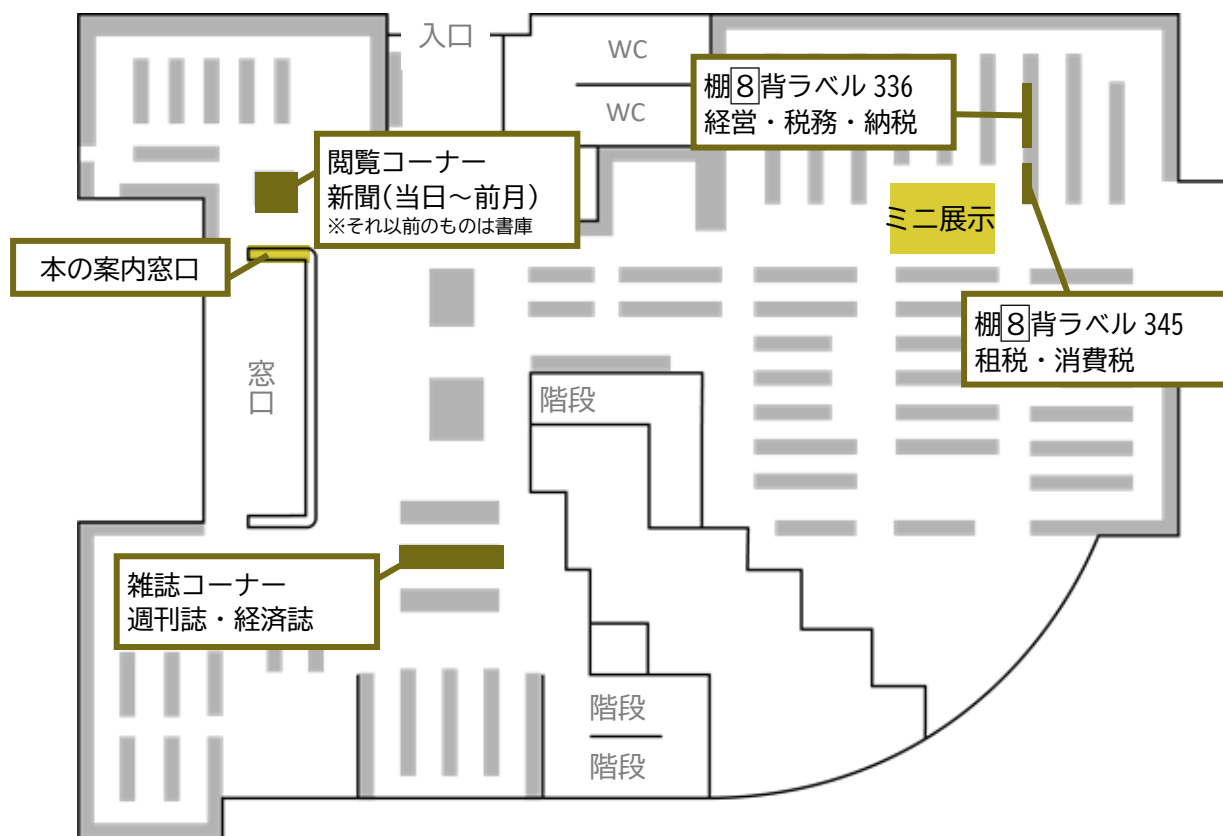 入口
WC
WC
棚8背ラベル 336
経営・税務・納税
閲覧コーナー
新聞(当日～前月)
※それ以前のものは書庫
ミニ展示
本の案内窓口
棚8背ラベル 345
租税・消費税
窓口
階段
雑誌コーナー
週刊誌・経済誌
階段
階段